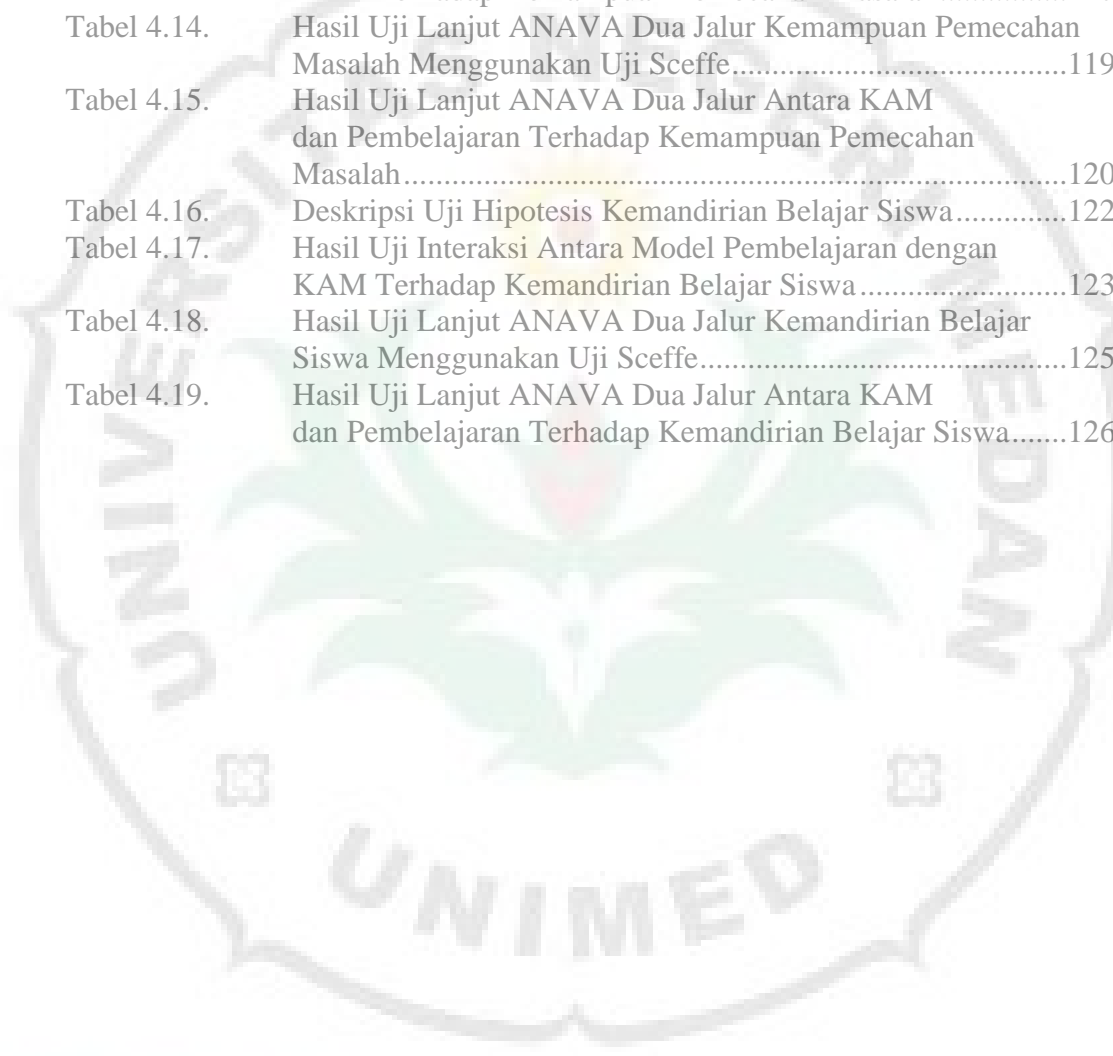 Tabel 4.14. Hasil Uji Lanjut ANAVA Dua Jalur Kemampuan Pemecahan
Masalah Menggunakan Uji Sceffe....................................119
Tabel 4.15. Hasil Uji Lanjut ANAVA Dua Jalur Antara KAM
dan Pembelajaran Terhadap Kemampuan Pemecahan
Masalah........................................................................120
Tabel 4.16. Deskripsi Uji Hipotesis Kemandirian Belajar Siswa.............122
Tabel 4.17. Hasil Uji Interaksi Antara Model Pembelajaran dengan
KAM Terhadap Kemandirian Belajar Siswa........................123
Tabel 4.18. Hasil Uji Lanjut ANAVA Dua Jalur Kemandirian Belajar
Siswa Menggunakan Uji Sceffe........................................125
Tabel 4.19. Hasil Uji Lanjut ANAVA Dua Jalur Antara KAM
dan Pembelajaran Terhadap Kemandirian Belajar Siswa.......126
UNIVERSITAS NEGERI MEDAN
UNIMED